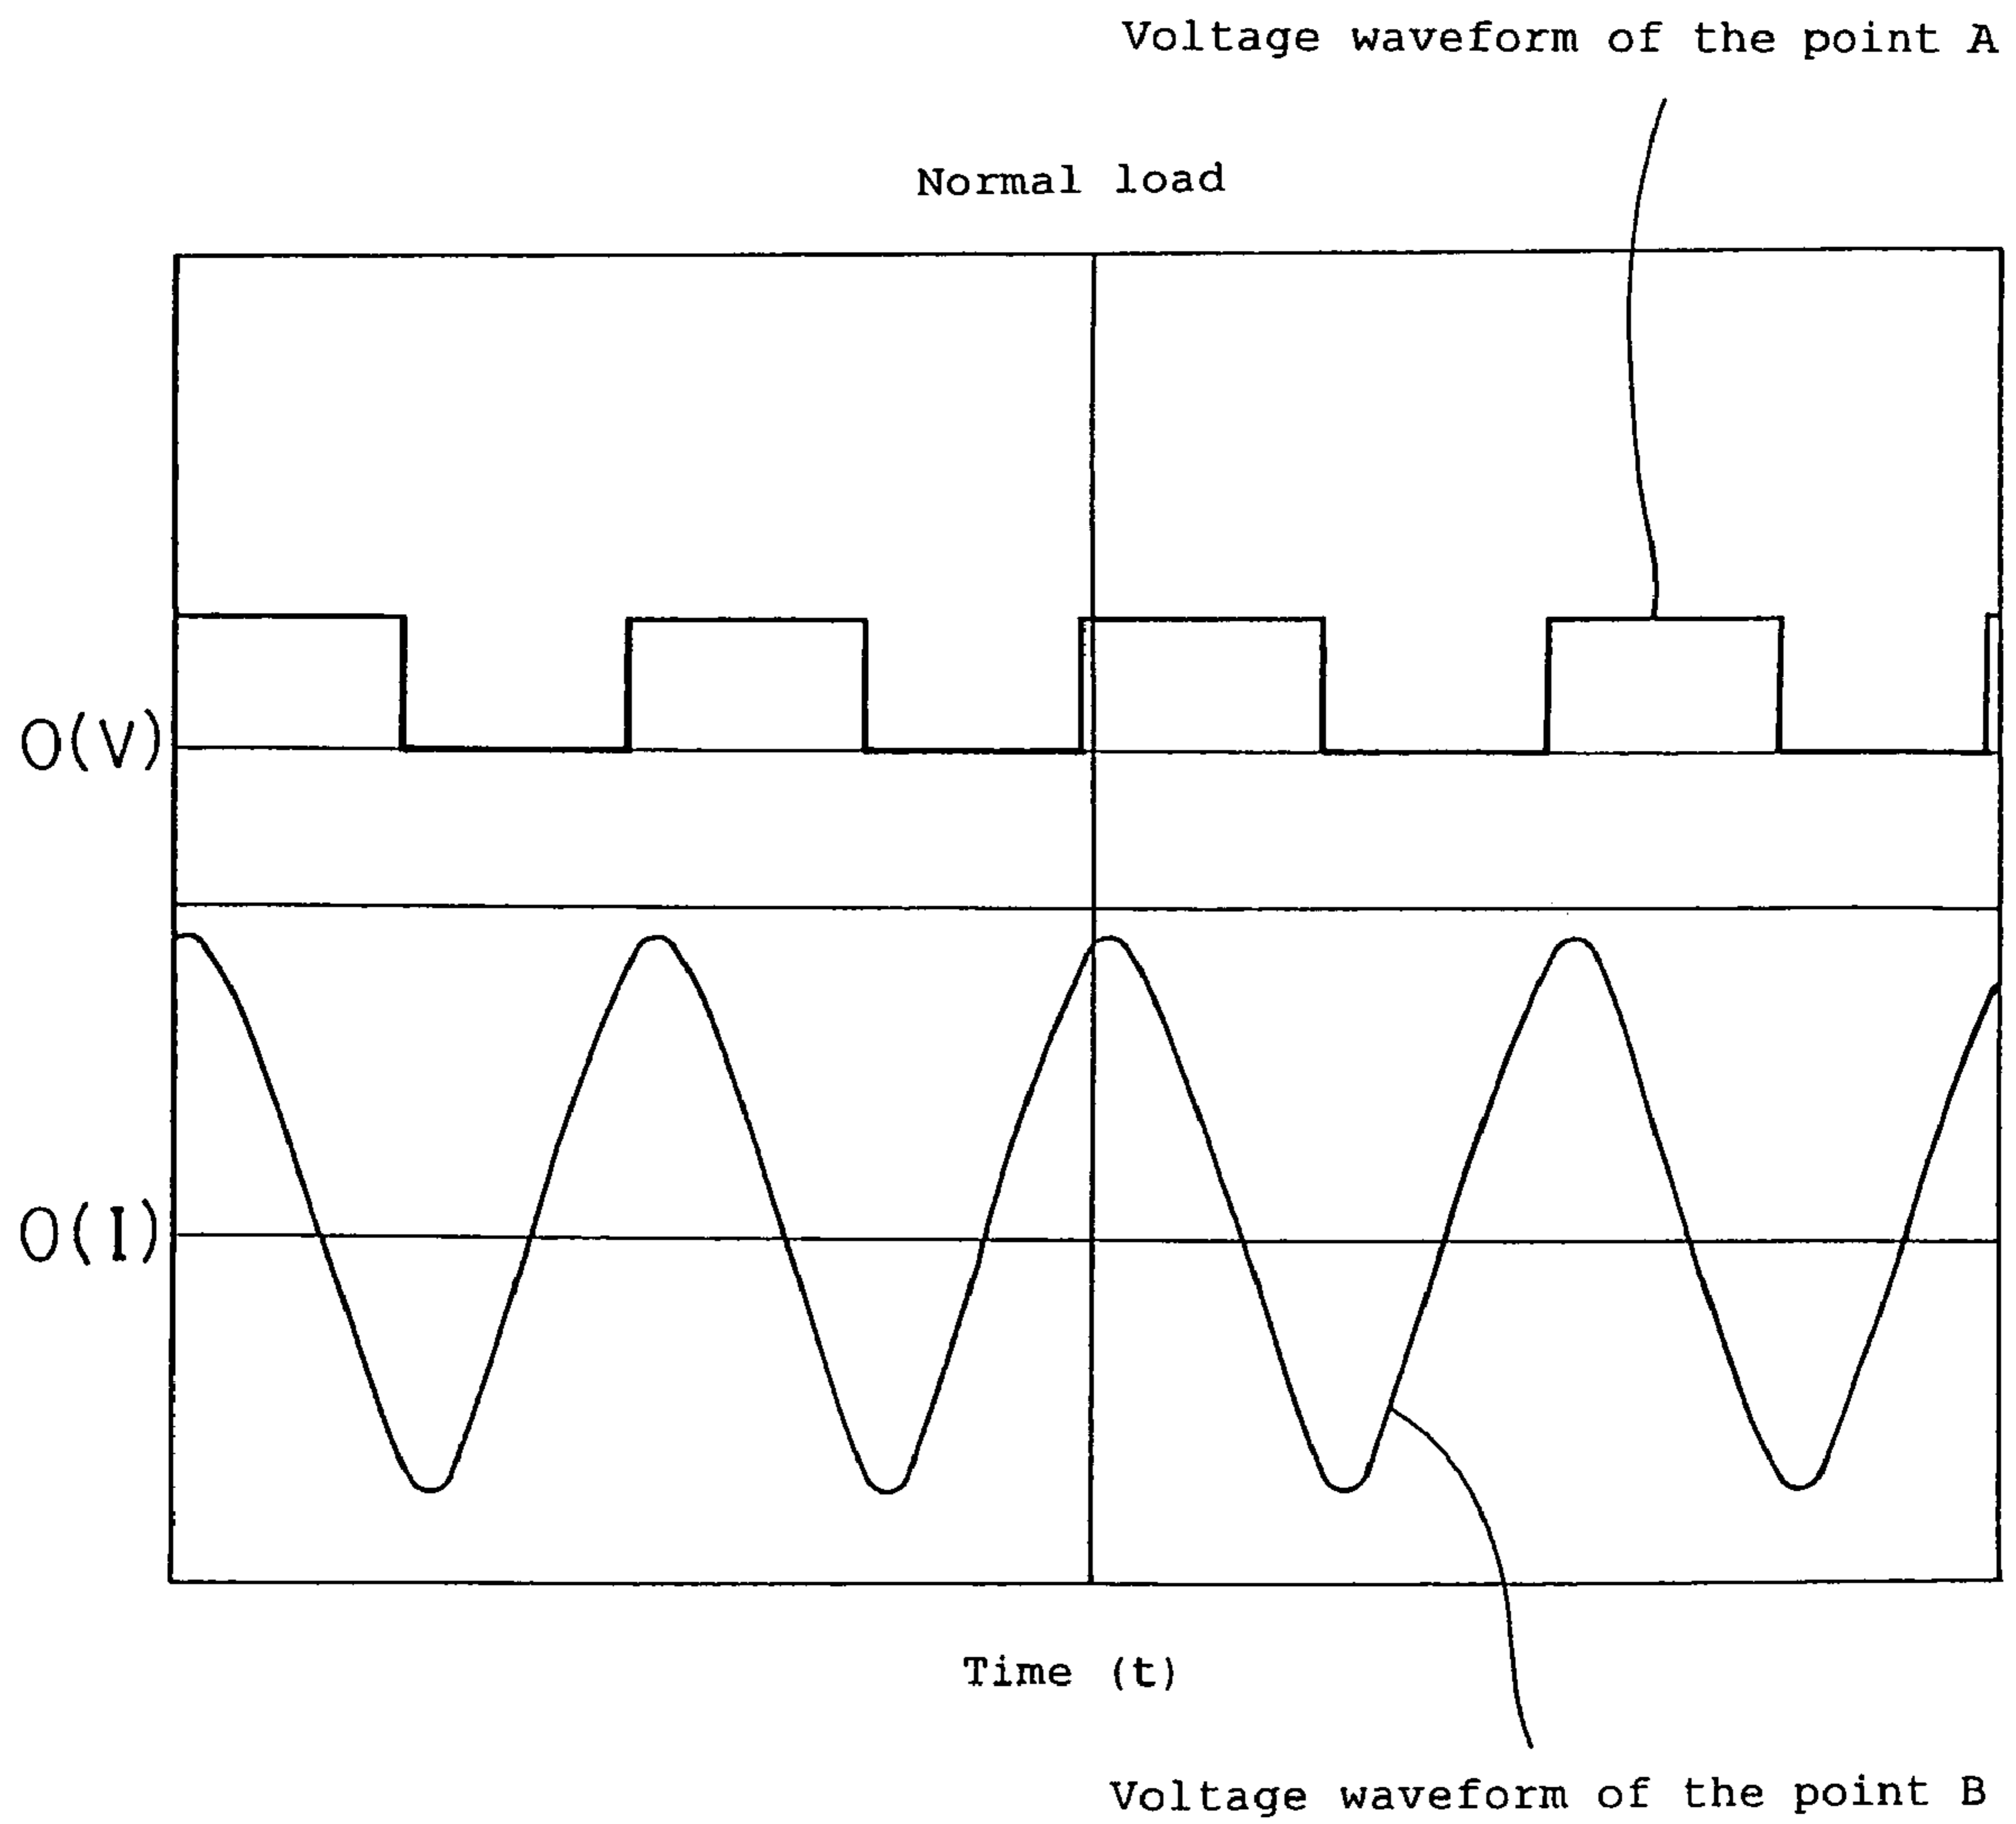 Voltage waveform of the point A
Normal load
O(V)
O(I)
Time (t)
Voltage waveform of the point B